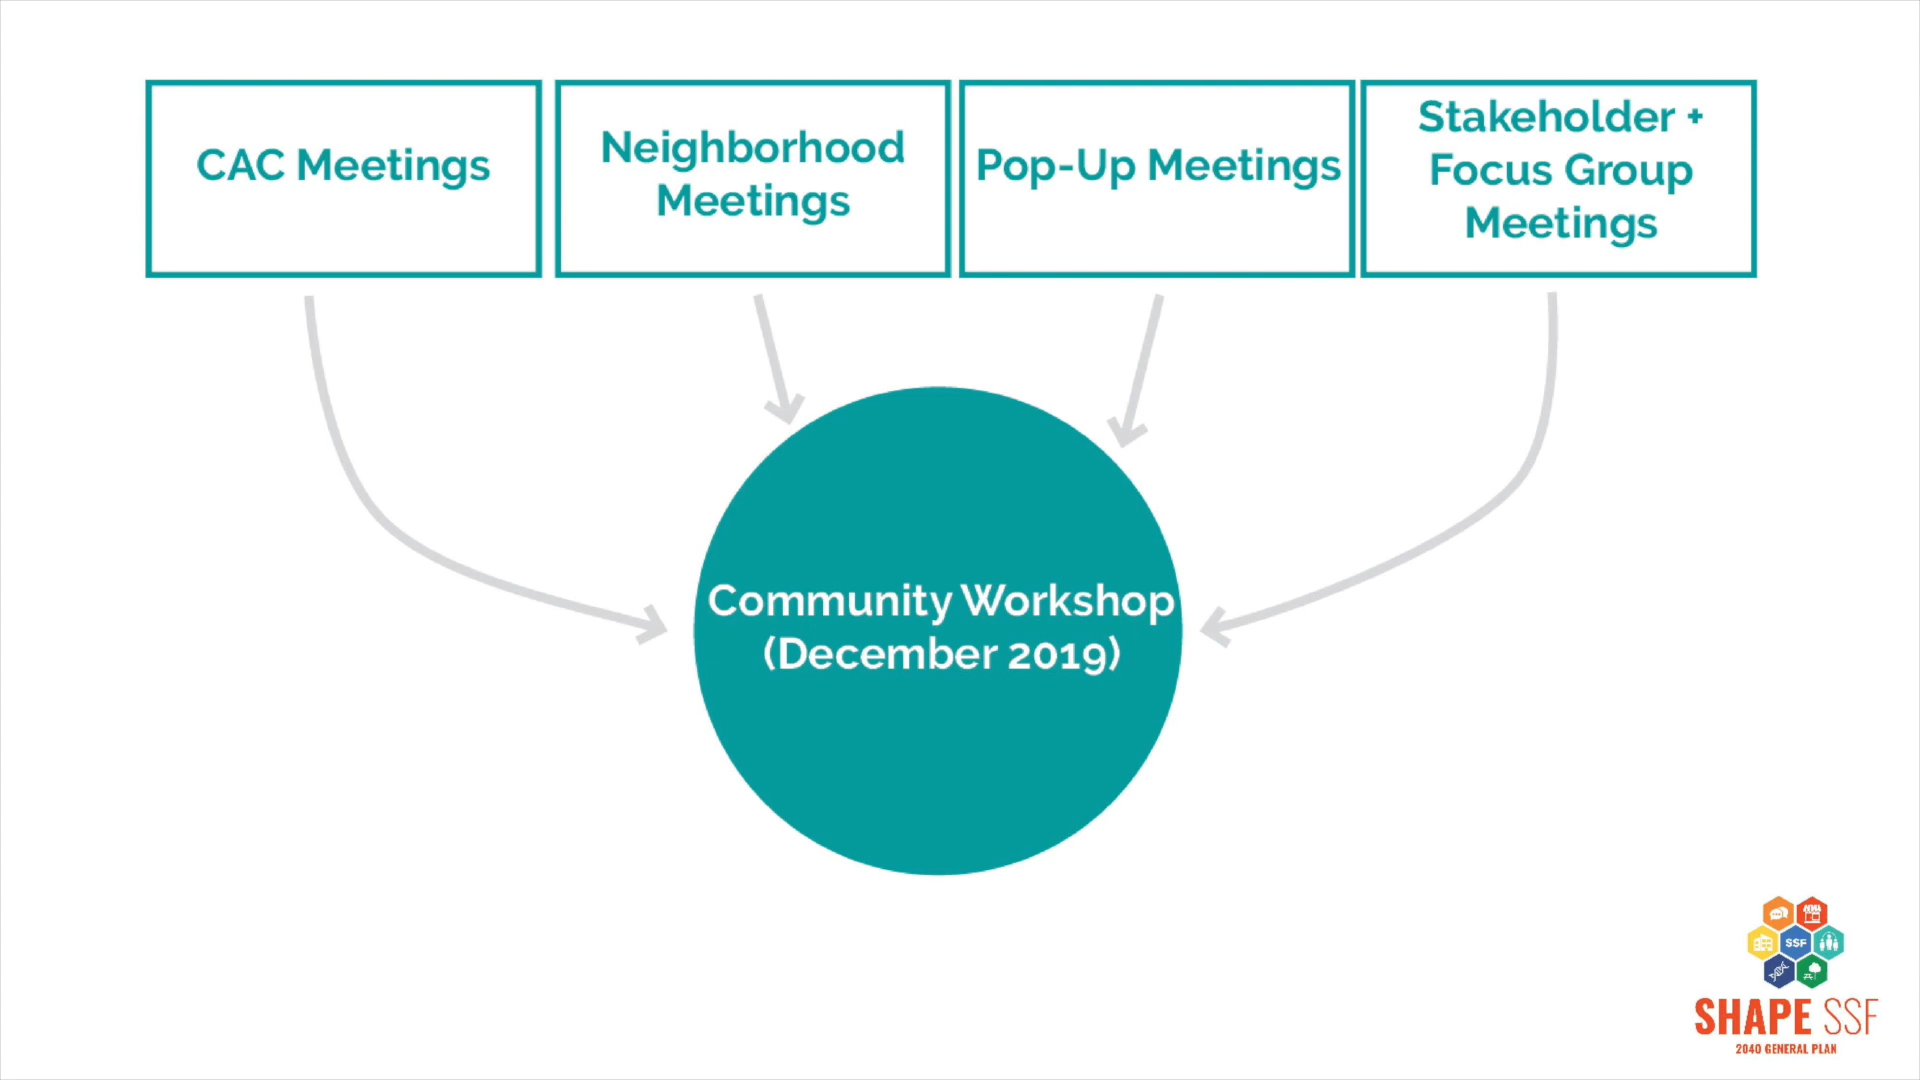 CAC Meetings
Neighborhood
Meetings
Pop-Up Meetings
Stakeholder +
Focus Group
Meetings
Community Workshop
(December 2019)
SSF
SHAPE SSF
2040 GENERAL PLAN